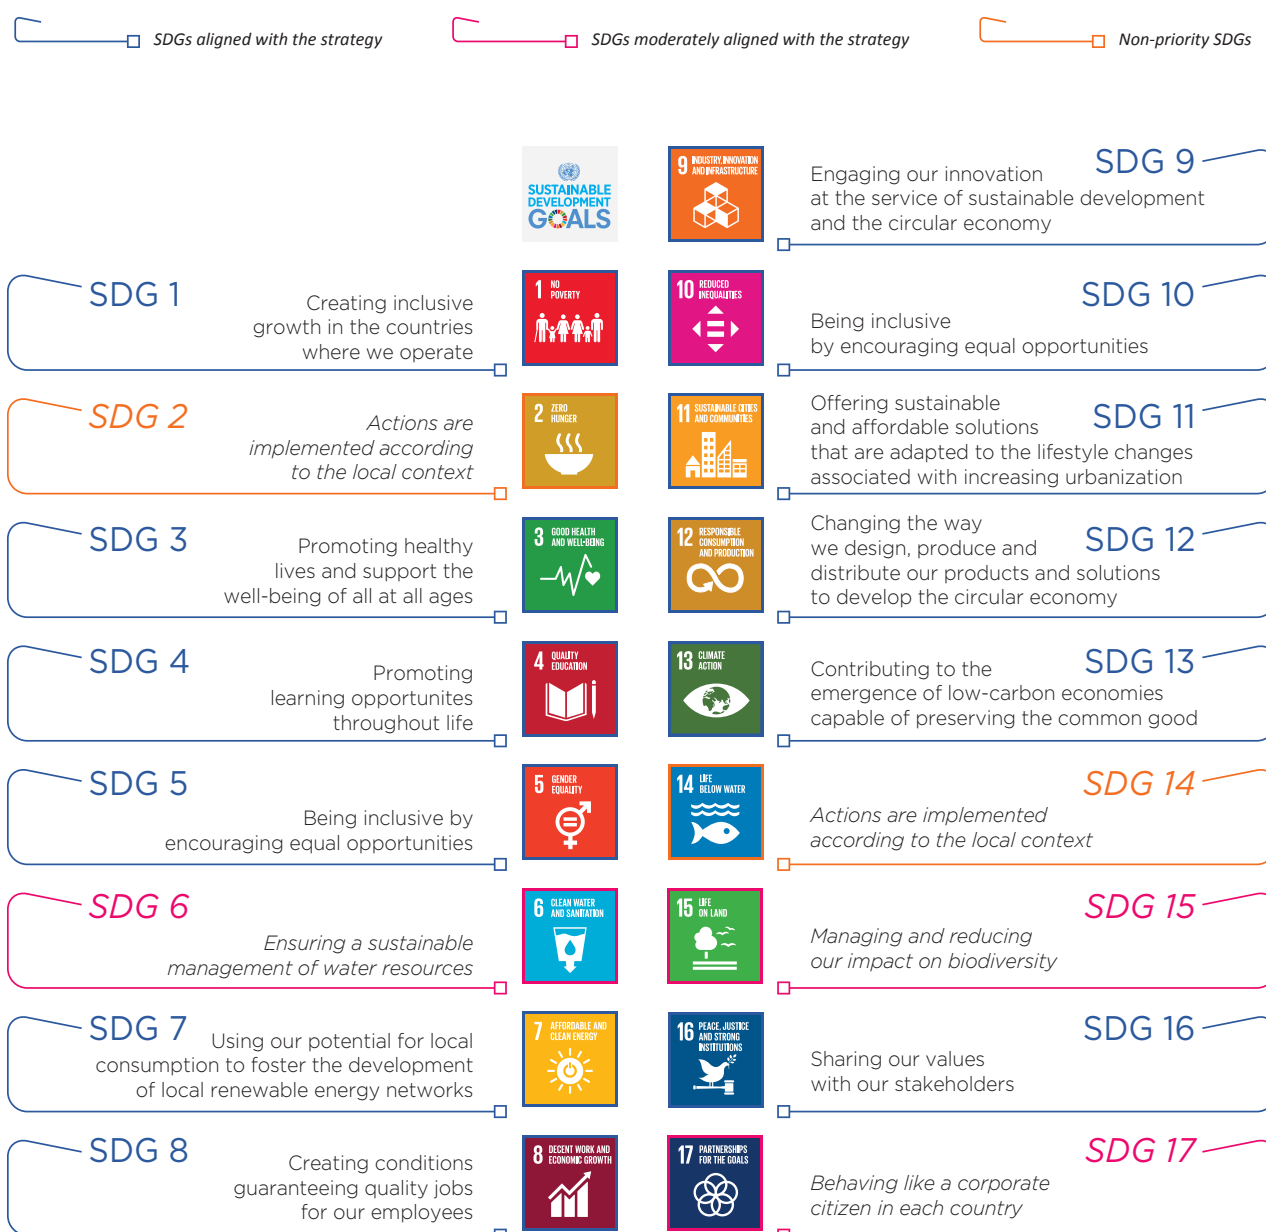 SDGs aligned with the strategy
SDGs moderately aligned with the strategy
Non-priority SDGs
SUSTAINABLE
DEVELOPMENT
GOALS
9 INDUSTRY, INNOVATION
AND INFRASTRUCTURE
SDG 9
Engaging our innovation
at the service of sustainable development
and the circular economy
SDG 1
Creating inclusive
growth in the countries
where we operate
1 NO
POVERTY
10 REDUCED
INEQUALITIES
SDG 10
Being inclusive
by encouraging equal opportunities
SDG 2
Actions are
implemented according
to the local context
2 ZERO
HUNGER
11 SUSTAINABLE CITIES
AND COMMUNITIES
SDG 11
Offering sustainable
and affordable solutions
that are adapted to the lifestyle changes
associated with increasing urbanization
SDG 3
Promoting healthy
lives and support the
well-being of all at all ages
3 GOOD HEALTH
AND WELL-BEING
12 RESPONSIBLE
CONSUMPTION
AND PRODUCTION
SDG 12
Changing the way
we design, produce and
distribute our products and solutions
to develop the circular economy
SDG 4
Promoting
learning opportunites
throughout life
4 QUALITY
EDUCATION
13 CLIMATE
ACTION
SDG 13
Contributing to the
emergence of low-carbon economies
capable of preserving the common good
SDG 5
Being inclusive by
encouraging equal opportunities
5 GENDER
EQUALITY
14 LIFE
BELOW WATER
SDG 14
Actions are implemented
according to the local context
SDG 6
Ensuring a sustainable
management of water resources
6 CLEAN WATER
AND SANITATION
15 LIFE
ON LAND
SDG 15
Managing and reducing
our impact on biodiversity
SDG 7
Using our potential for local
consumption to foster the development
of local renewable energy networks
7 AFFORDABLE AND
CLEAN ENERGY
16 PEACE, JUSTICE
AND STRONG
INSTITUTIONS
SDG 16
Sharing our values
with our stakeholders
SDG 8
Creating conditions
guaranteeing quality jobs
for our employees
8 DECENT WORK AND
ECONOMIC GROWTH
17 PARTNERSHIPS
FOR THE GOALS
SDG 17
Behaving like a corporate
citizen in each country